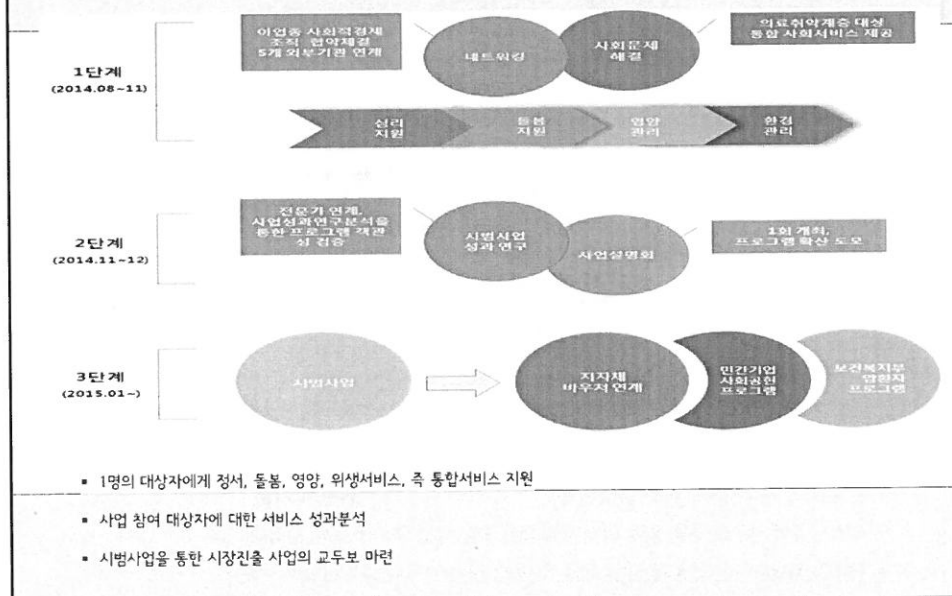 이업종 사회적경제
조직 협약체결
5개 외부기관 연계
네트워킹
사회문제
해결
의료취약계층 대상
통합 사회서비스 제공
1단계
(2014.08~11)
심리
지원
돌봄
지원
영양
관리
환경
관리
전문가 연계,
사업성과연구분석을
통한 프로그램 객관
성 검증
시범사업
성과 연구
사업설명회
1회 개최,
프로그램 확산 도모
2단계
(2014.11~12)
3단계
(2015.01~)
시범사업
지자체
바우처 연계
민간기업
사회공헌
프로그램
보건복지부
암환자
프로그램
▪ 1명의 대상자에게 정서, 돌봄, 영양, 위생서비스, 즉 통합서비스 지원
▪ 사업 참여 대상자에 대한 서비스 성과분석
▪ 시범사업을 통한 시장진출 사업의 교두보 마련